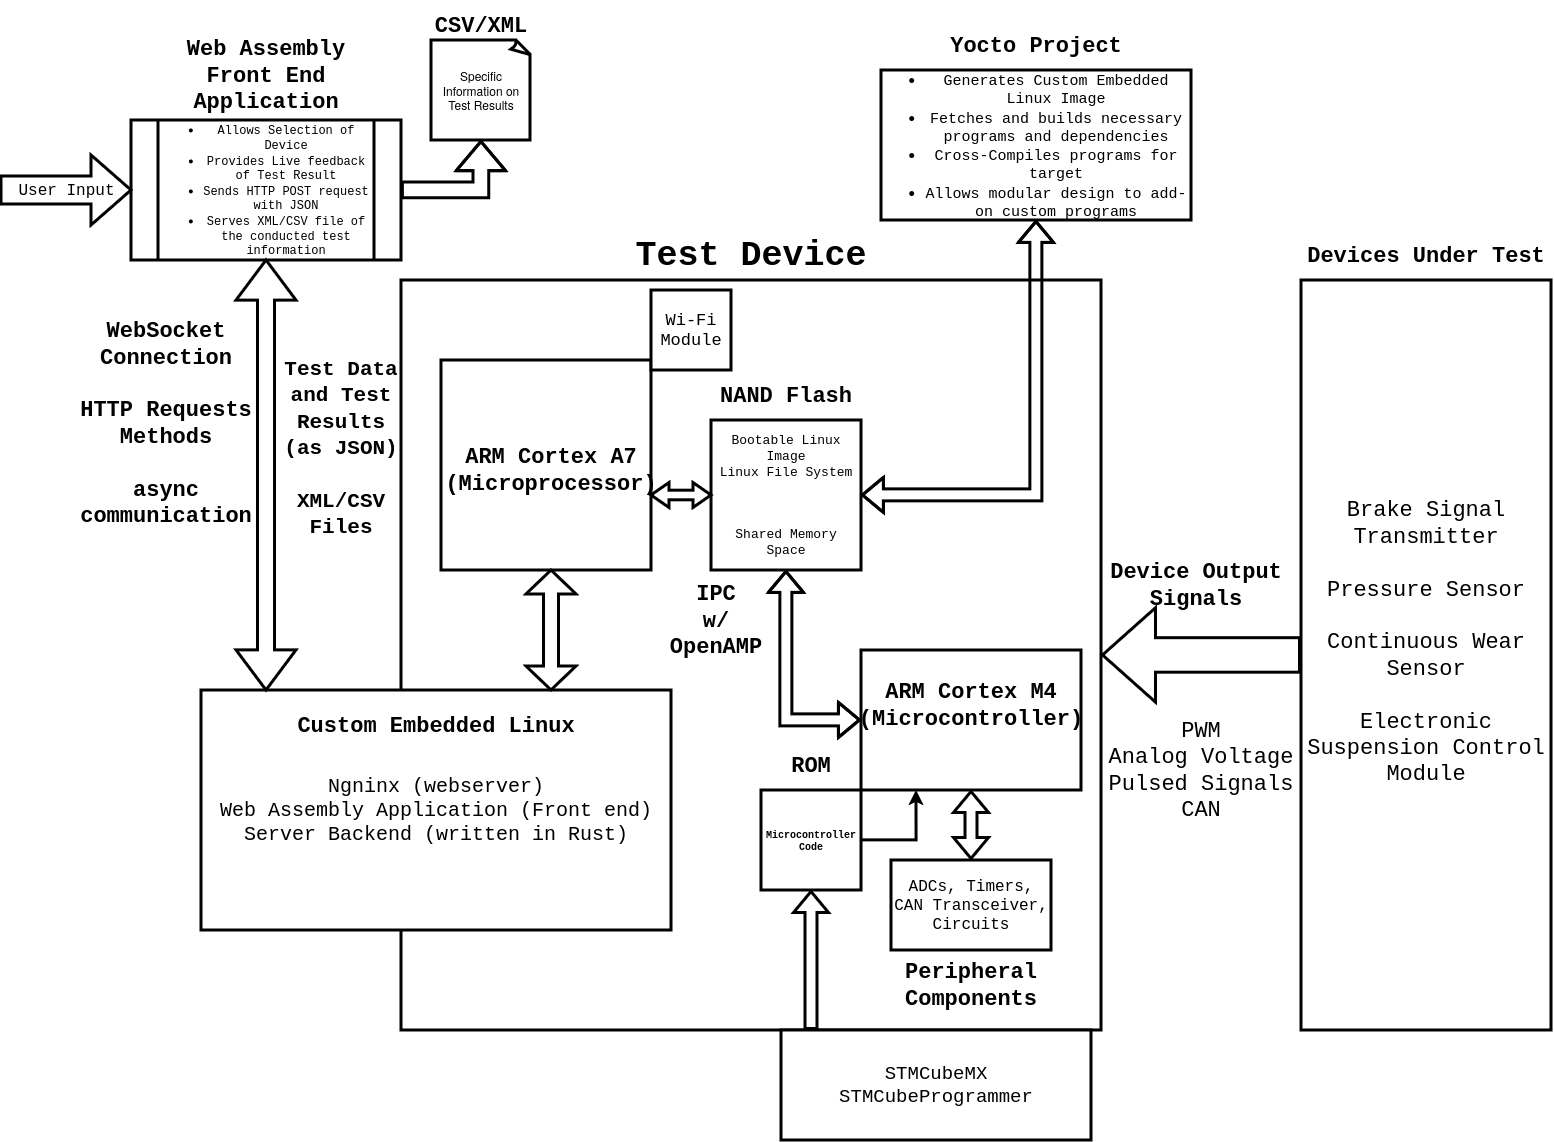 CSV/XML
Specific
Information on
Test Results
Web Assembly
Front End
Application
User Input
• Allows Selection of
Device
• Provides Live feedback
of Test Result
• Sends HTTP POST request
with JSON
• Serves XML/CSV file of
the conducted test
information
Yocto Project
• Generates Custom Embedded
Linux Image
• Fetches and builds necessary
programs and dependencies
• Cross-Compiles programs for
target
• Allows modular design to add-
on custom programs
Test Device
Devices Under Test
WebSocket
Connection
HTTP Requests
Methods
async
communication
Test Data
and Test
Results
(as JSON)
XML/CSV
Files
Wi-Fi
Module
ARM Cortex A7
(Microprocessor)
NAND Flash
Bootable Linux
Image
Linux File System
Shared Memory
Space
IPC
w/
OpenAMP
ARM Cortex M4
(Microcontroller)
ROM
Microcontroller
Code
ADCs, Timers,
CAN Transceiver,
Circuits
Peripheral
Components
Custom Embedded Linux
Ngninx (webserver)
Web Assembly Application (Front end)
Server Backend (written in Rust)
Device Output
Signals
PWM
Analog Voltage
Pulsed Signals
CAN
Brake Signal
Transmitter
Pressure Sensor
Continuous Wear
Sensor
Electronic
Suspension Control
Module
STMCubeMX
STMCubeProgrammer